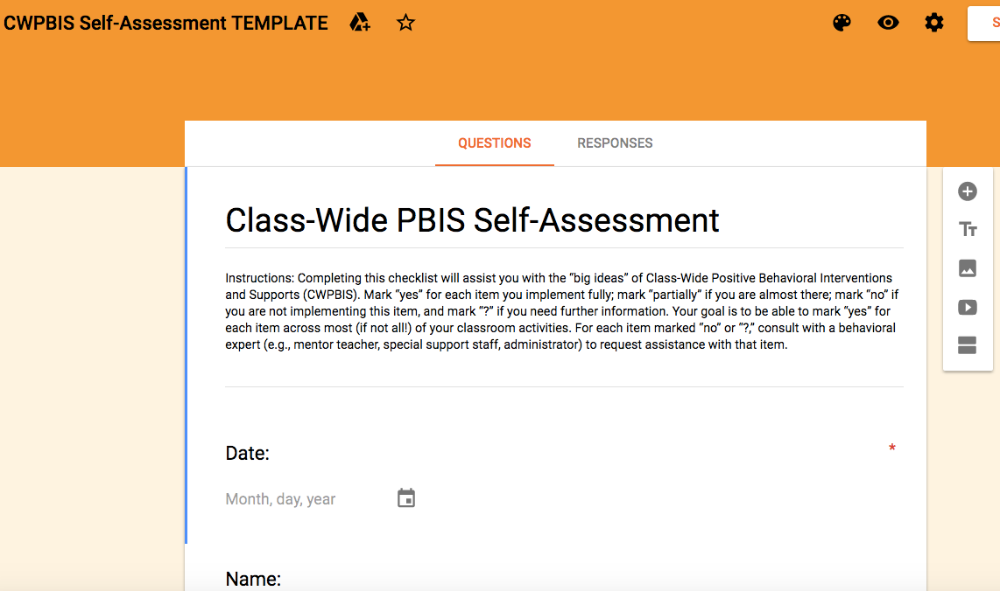 CWPBIS Self-Assessment TEMPLATE
S
QUESTIONS
RESPONSES
Class-Wide PBIS Self-Assessment
Instructions: Completing this checklist will assist you with the “big ideas” of Class-Wide Positive Behavioral Interventions
and Supports (CWPBIS). Mark “yes” for each item you implement fully; mark “partially” if you are almost there; mark “no” if
you are not implementing this item, and mark “?” if you need further information. Your goal is to be able to mark “yes” for
each item across most (if not all!) of your classroom activities. For each item marked “no” or “?,” consult with a behavioral
expert (e.g., mentor teacher, special support staff, administrator) to request assistance with that item.
Date: *
Month, day, year
Name: